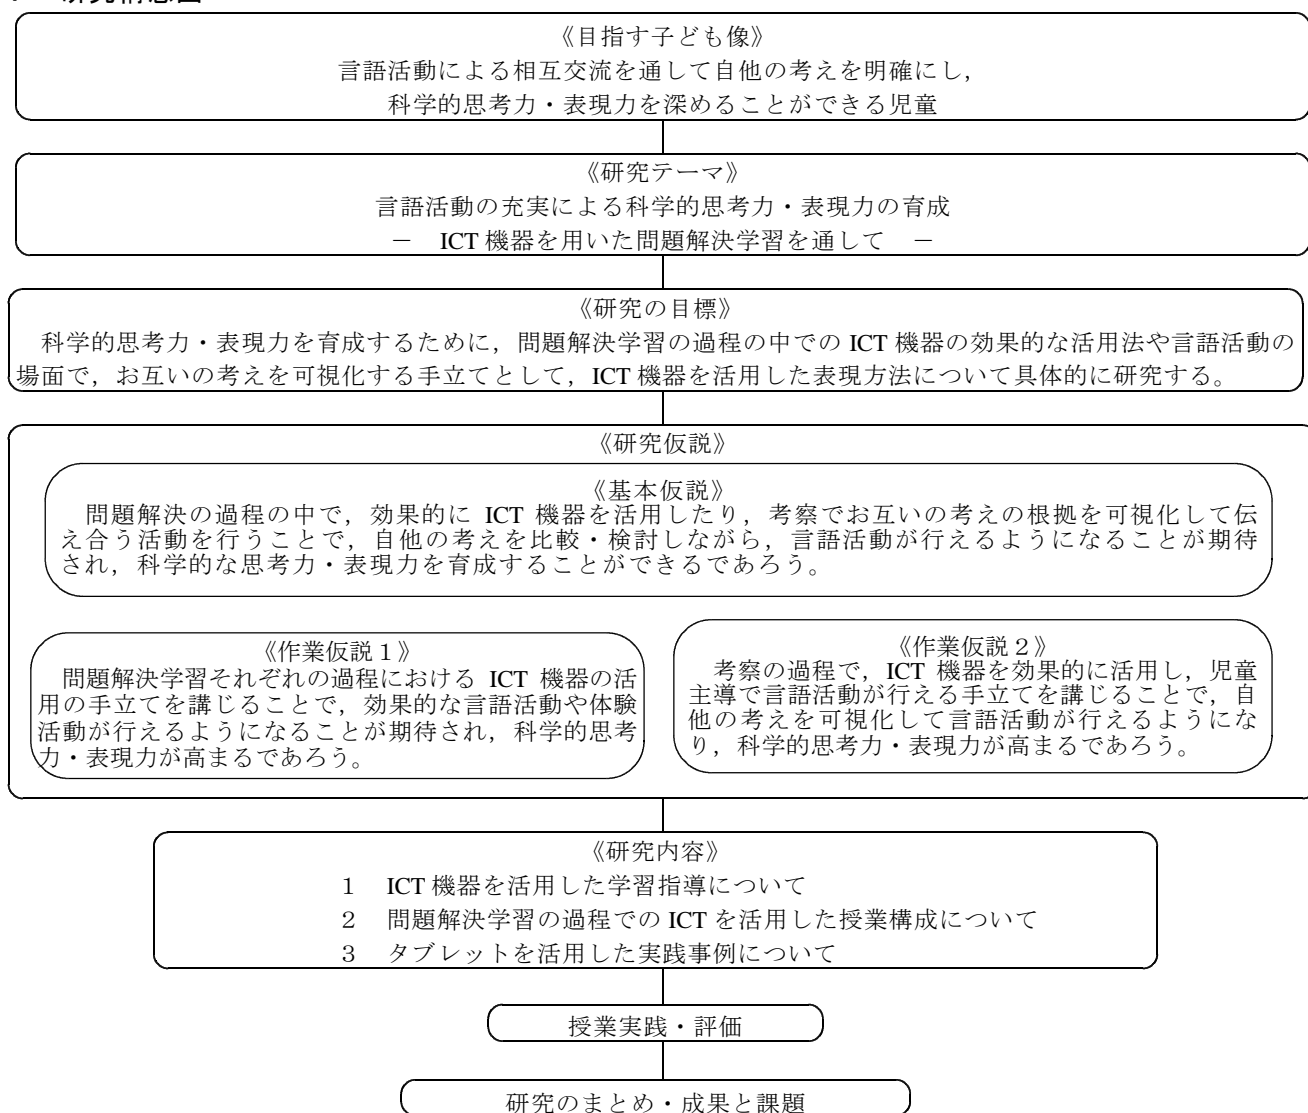 《目指す子ども像》
言語活動による相互交流を通して自他の考えを明確にし，
科学的思考力・表現力を深めることができる児童
《研究テーマ》
言語活動の充実による科学的思考力・表現力の育成
－　ICT 機器を用いた問題解決学習を通して　－
《研究の目標》
科学的思考力・表現力を育成するために，問題解決学習の過程の中での ICT 機器の効果的な活用法や言語活動の
場面で，お互いの考えを可視化する手立てとして，ICT 機器を活用した表現方法について具体的に研究する。
《研究仮説》
《基本仮説》
問題解決の過程の中で，効果的に ICT 機器を活用したり，考察でお互いの考えの根拠を可視化して伝
え合う活動を行うことで，自他の考えを比較・検討しながら，言語活動が行えるようになることが期待
され，科学的な思考力・表現力を育成することができるであろう。
《作業仮説１》
問題解決学習それぞれの過程における ICT 機器の活
用の手立てを講じることで，効果的な言語活動や体験
活動が行えるようになることが期待され，科学的思考
力・表現力が高まるであろう。
《作業仮説２》
考察の過程で，ICT 機器を効果的に活用し，児童
主導で言語活動が行える手立てを講じることで，自
他の考えを可視化して言語活動が行えるようにな
り，科学的思考力・表現力が高まるであろう。
《研究内容》
１　ICT 機器を活用した学習指導について
２　問題解決学習の過程での ICT を活用した授業構成について
３　タブレットを活用した実践事例について
授業実践・評価
研究のまとめ・成果と課題